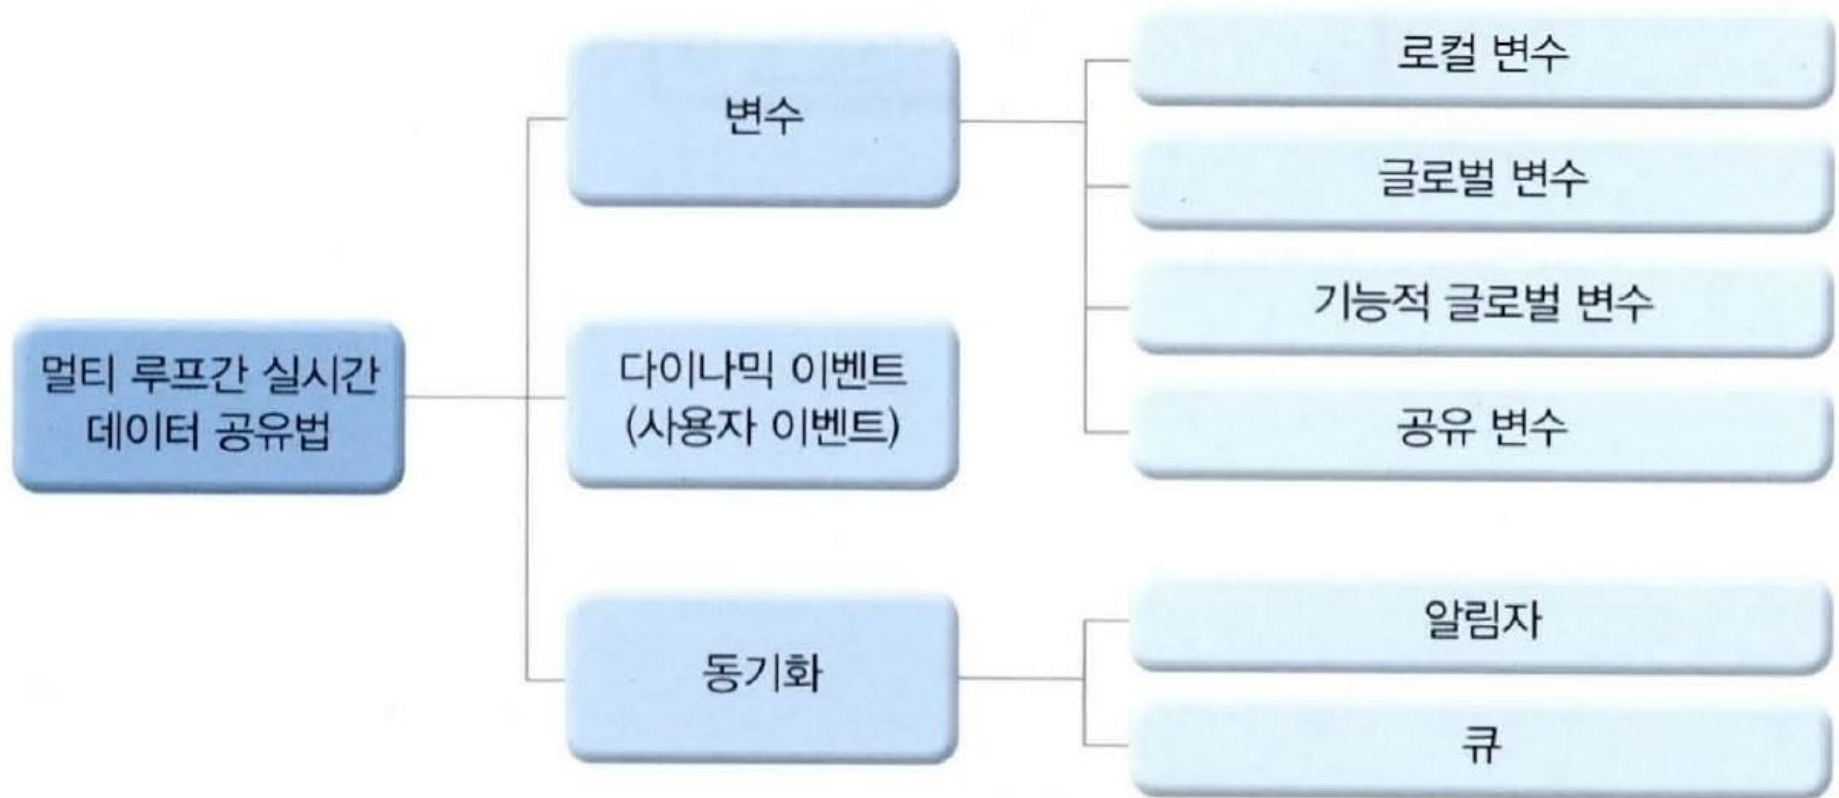 멀티 루프간 실시간
데이터 공유법
변수
로컬 변수
글로벌 변수
기능적 글로벌 변수
공유 변수
다이나믹 이벤트
(사용자 이벤트)
동기화
알림자
큐